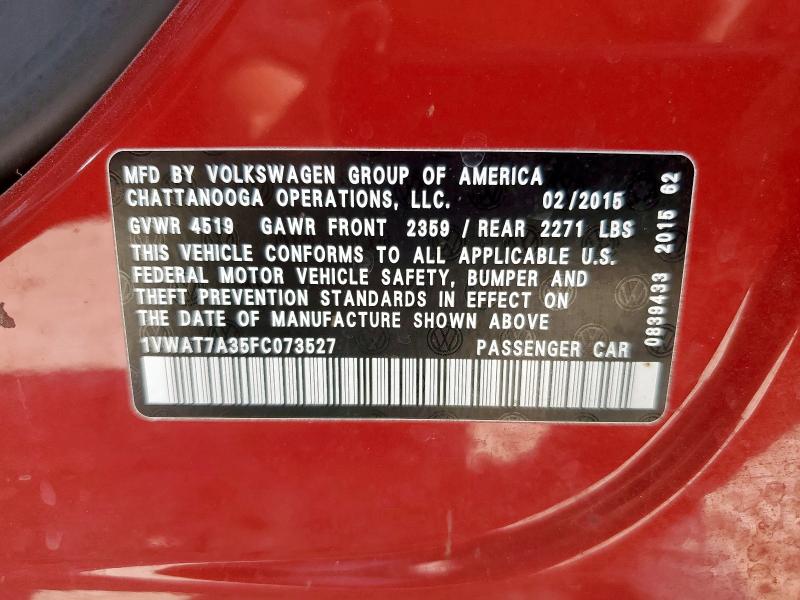 MFD BY VOLKSWAGEN GROUP OF AMERICA
CHATTANOOGA OPERATIONS, LLC. 02/2015
GVWR 4519 GAWR FRONT 2359 / REAR 2271 LBS
THIS VEHICLE CONFORMS TO ALL APPLICABLE U.S.
FEDERAL MOTOR VEHICLE SAFETY, BUMPER AND
THEFT PREVENTION STANDARDS IN EFFECT ON
THE DATE OF MANUFACTURE SHOWN ABOVE
1VWAT7A35FC073527 PASSENGER CAR
0839433 2015 62